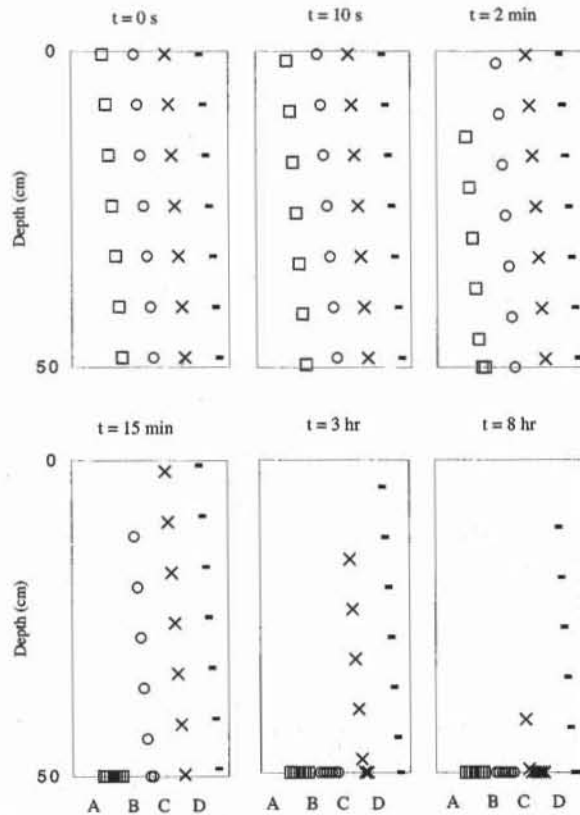 t = 0 s
t = 10 s
t = 2 min
0
Depth (cm)
50
t = 15 min
t = 3 hr
t = 8 hr
0
Depth (cm)
50
A B C D
A B C D
A B C D